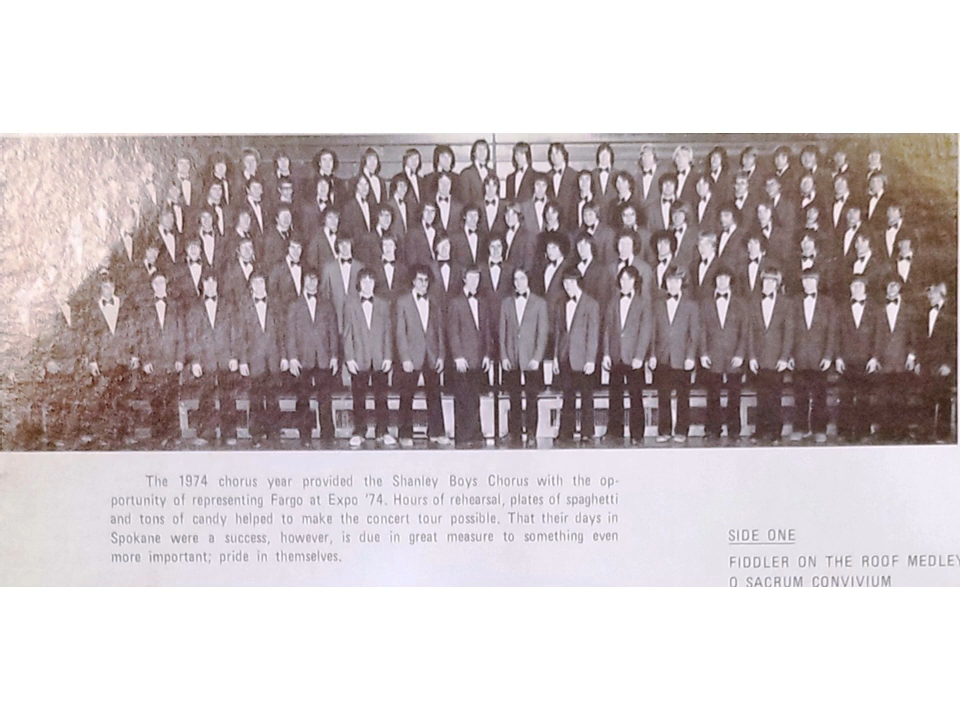 The 1974 chorus year provided the Shanley Boys Chorus with the op-
portunity of representing Fargo at Expo '74. Hours of rehearsal, plates of spaghetti
and tons of candy helped to make the concert tour possible. That their days in
Spokane were a success, however, is due in great measure to something even
more important; pride in themselves.
SIDE ONE
FIDDLER ON THE ROOF MEDLEY
O SACRUM CONVIVIUM